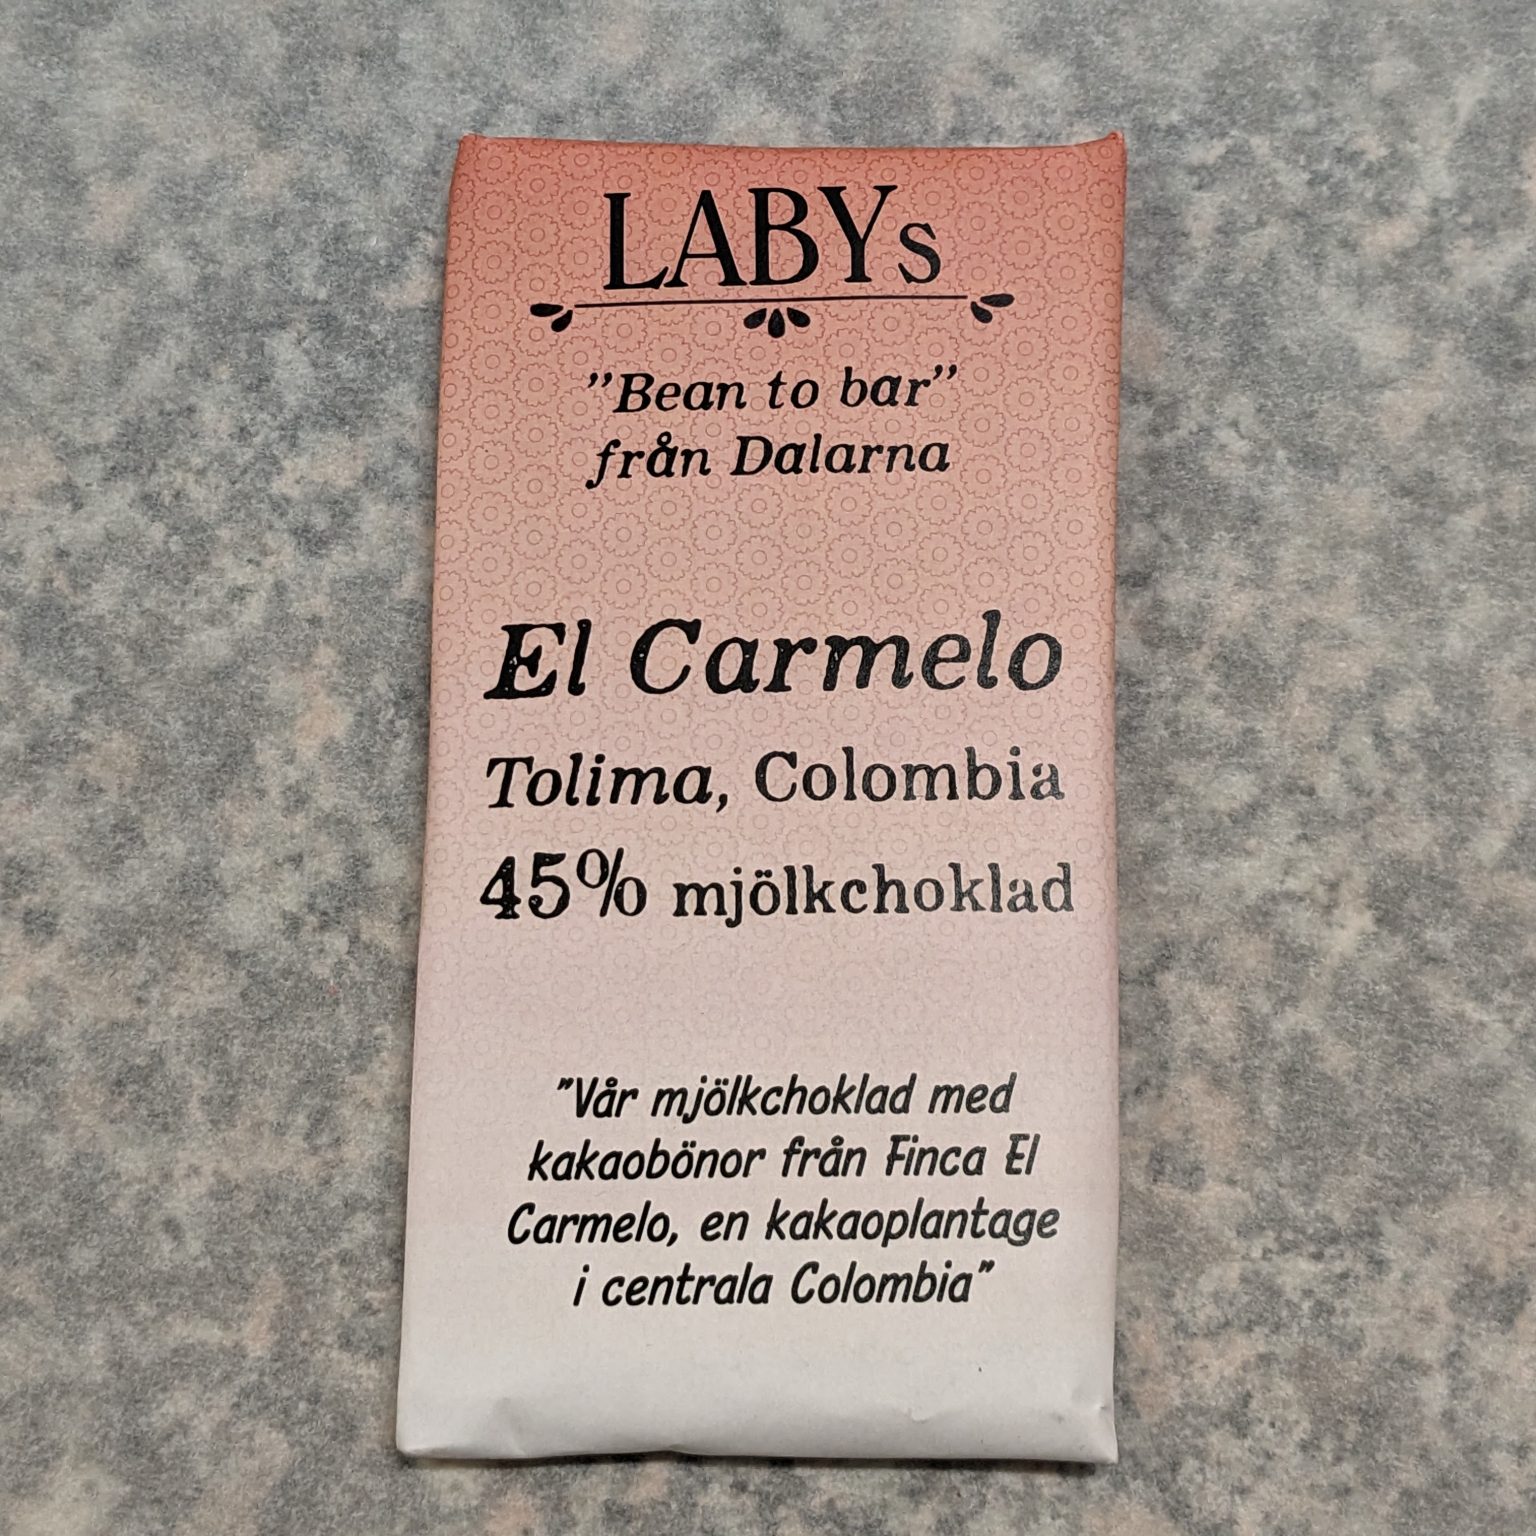 LABYs
”Bean to bar”
från Dalarna
El Carmelo
Tolima, Colombia
45% mjölkchoklad
”Vår mjölkchoklad med
kakaobönor från Finca El
Carmelo, en kakaoplantage
i centrala Colombia”